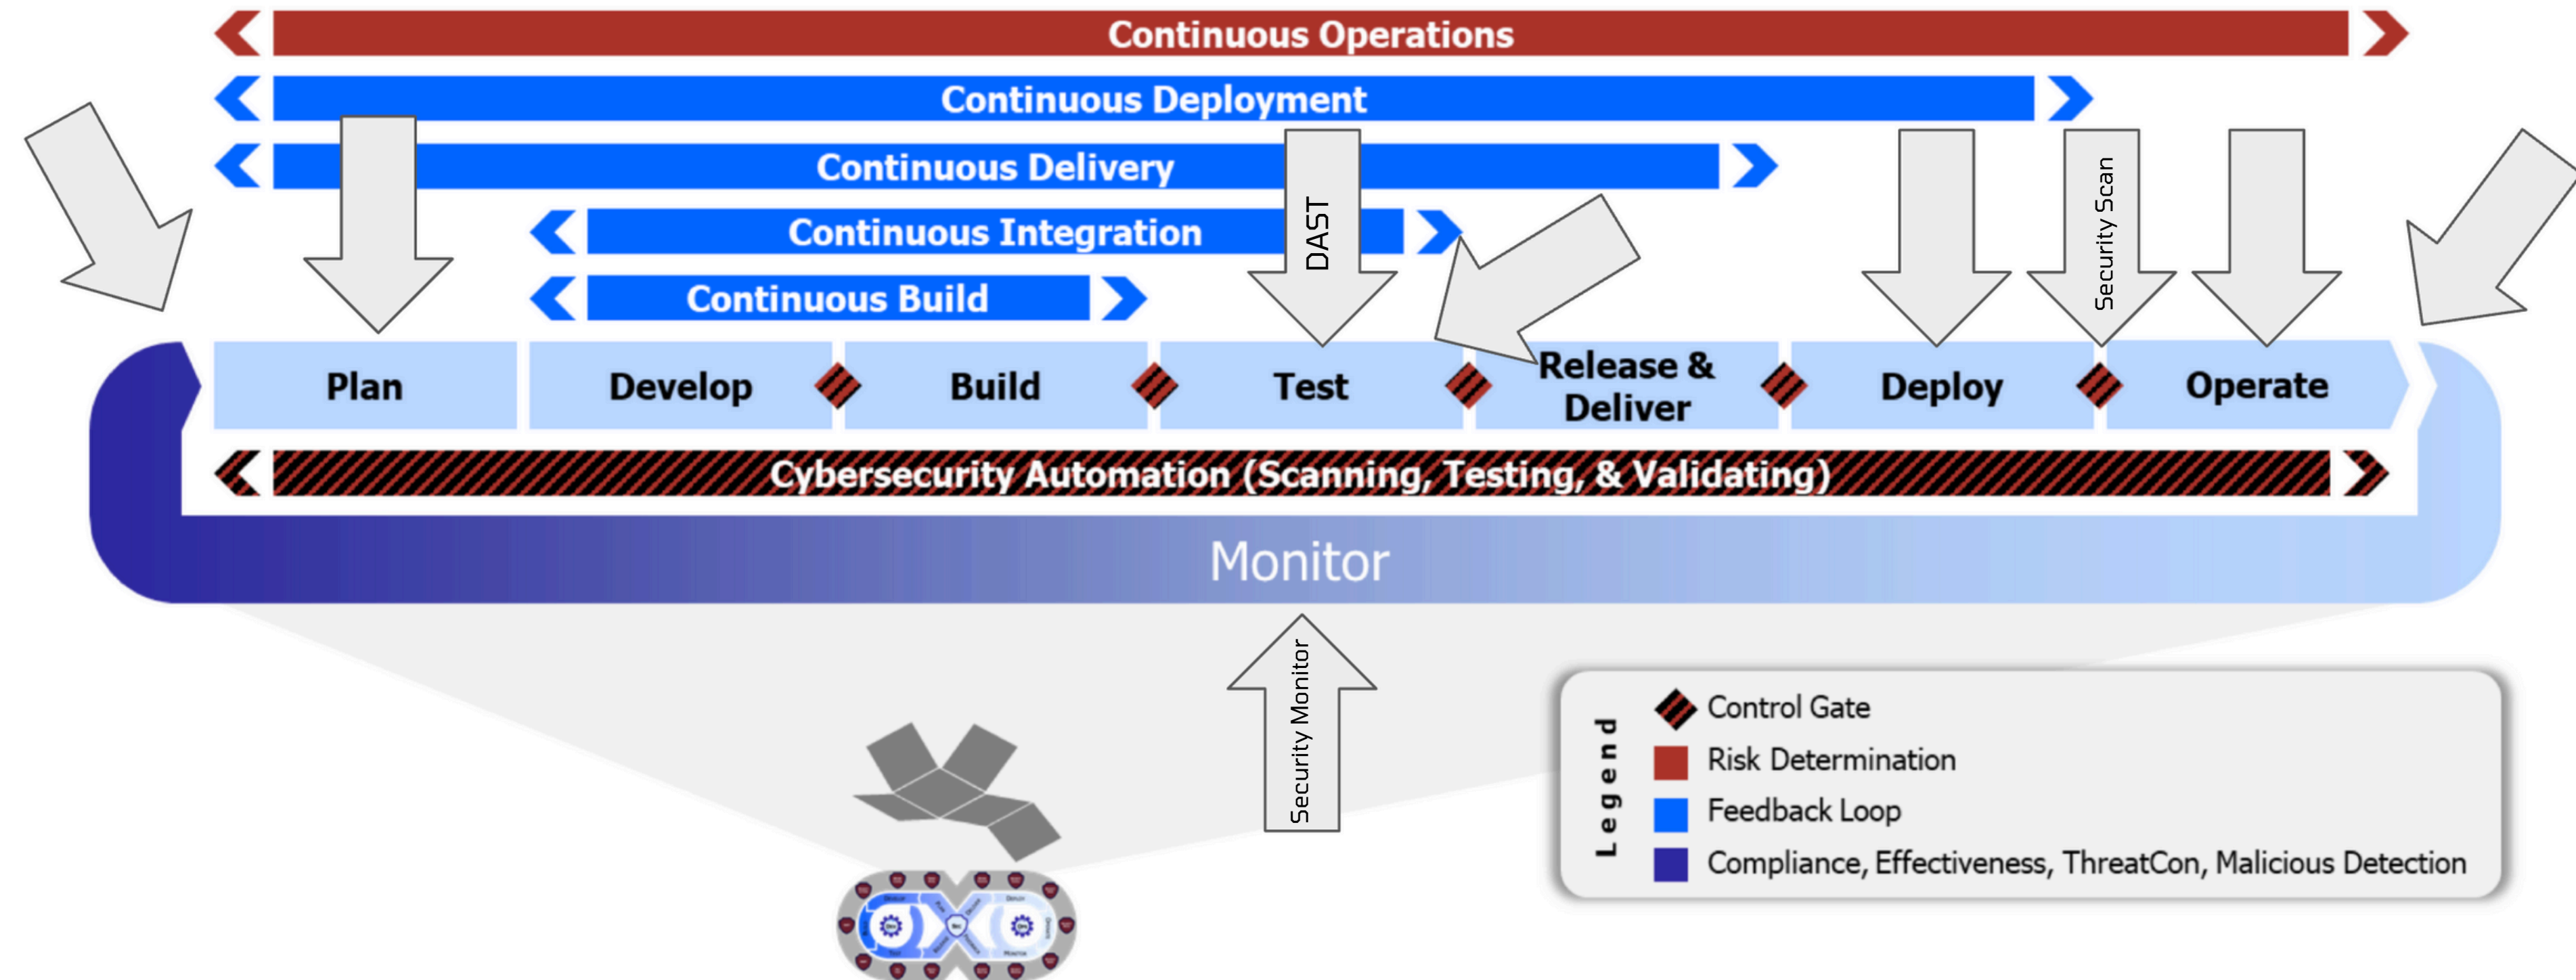 Continuous Operations
Continuous Deployment
Continuous Delivery
Continuous Integration
Continuous Build
DAST
Security Scan
Plan
Develop
Build
Test
Release &
Deliver
Deploy
Operate
Cybersecurity Automation (Scanning, Testing, & Validating)
Monitor
Security Monitor
Legend
Control Gate
Risk Determination
Feedback Loop
Compliance, Effectiveness, ThreatCon, Malicious Detection